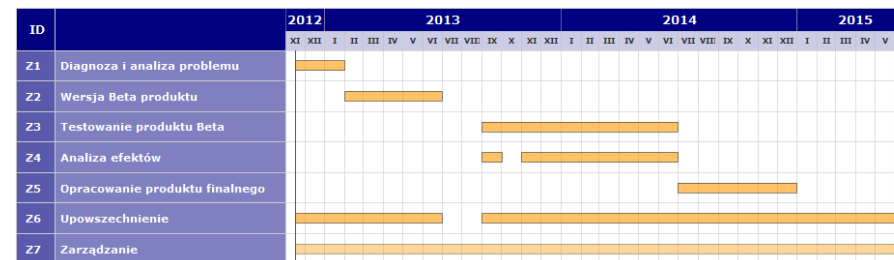 ID 2012 2013 2014 2015
XI XII I II III IV V VI VII VIII IX X XI XII I II III IV V VI VII VIII IX X XI XII I II III IV V
Z1 Diagnoza i analiza problemu
Z2 Wersja Beta produktu
Z3 Testowanie produktu Beta
Z4 Analiza efektów
Z5 Opracowanie produktu finalnego
Z6 Upowszechnienie
Z7 Zarządzanie